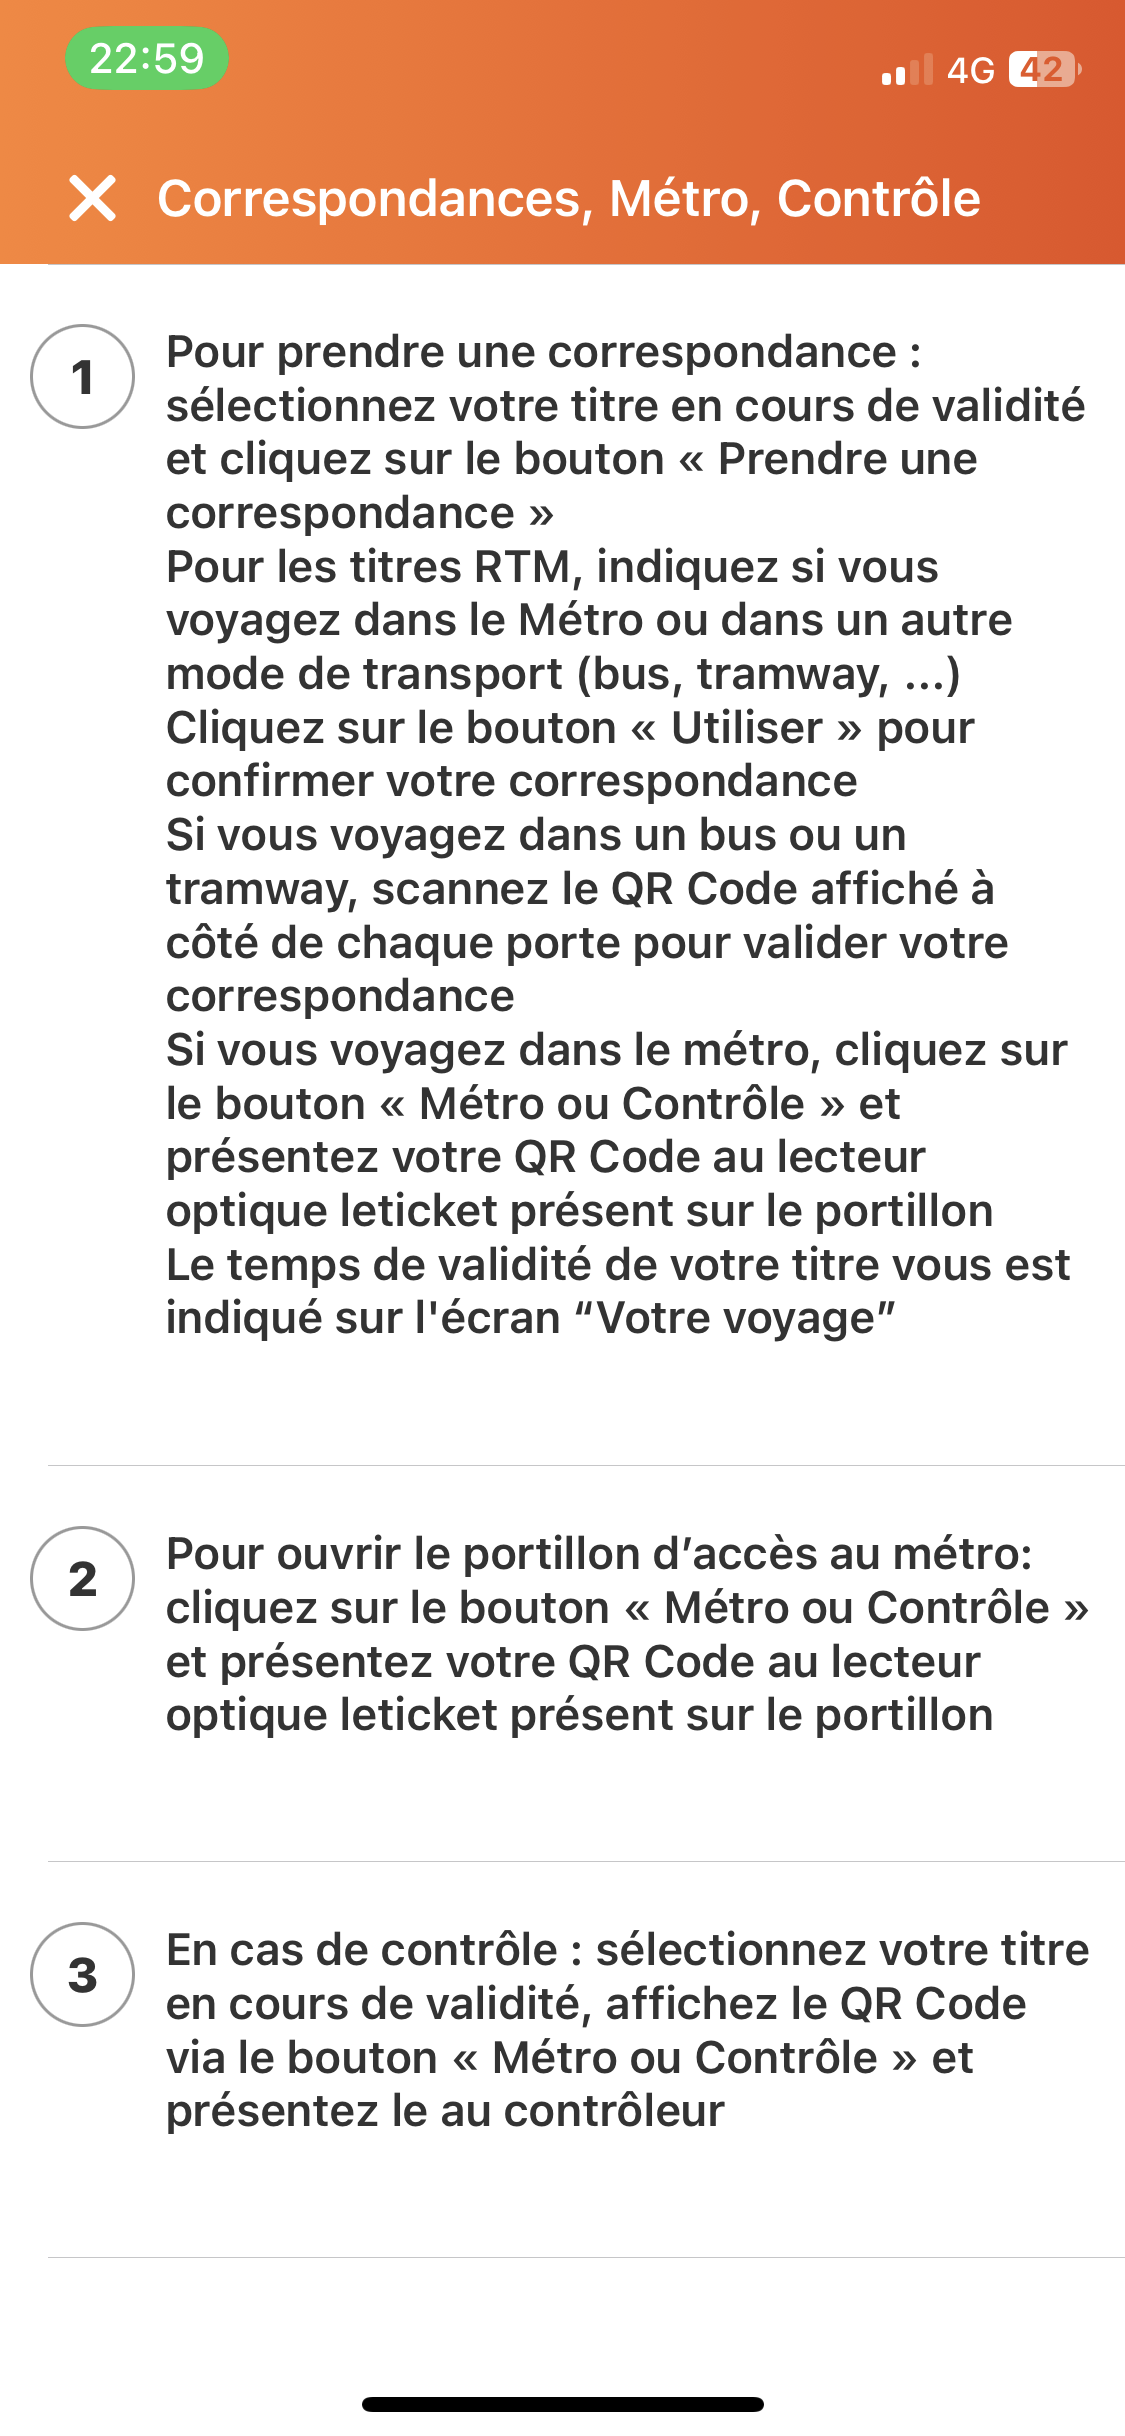 22:59
4G
42
Correspondances, Métro, Contrôle
1
Pour prendre une correspondance :
sélectionnez votre titre en cours de validité
et cliquez sur le bouton « Prendre une
correspondance »
Pour les titres RTM, indiquez si vous
voyagez dans le Métro ou dans un autre
mode de transport (bus, tramway, ...)
Cliquez sur le bouton « Utiliser » pour
confirmer votre correspondance
Si vous voyagez dans un bus ou un
tramway, scannez le QR Code affiché à
côté de chaque porte pour valider votre
correspondance
Si vous voyagez dans le métro, cliquez sur
le bouton « Métro ou Contrôle » et
présentez votre QR Code au lecteur
optique leticket présent sur le portillon
Le temps de validité de votre titre vous est
indiqué sur l'écran “Votre voyage”
2
Pour ouvrir le portillon d’accès au métro:
cliquez sur le bouton « Métro ou Contrôle »
et présentez votre QR Code au lecteur
optique leticket présent sur le portillon
3
En cas de contrôle : sélectionnez votre titre
en cours de validité, affichez le QR Code
via le bouton « Métro ou Contrôle » et
présentez le au contrôleur